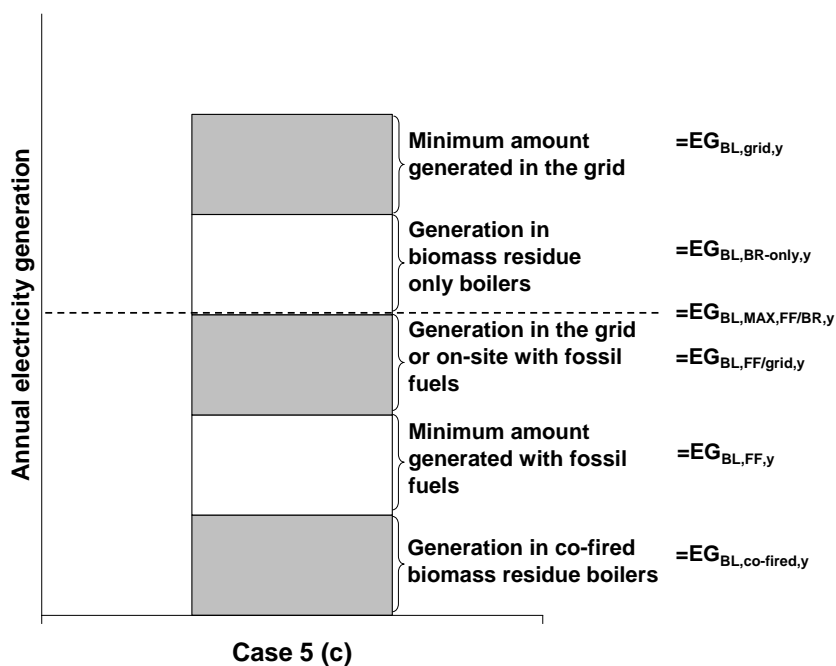 Annual electricity generation
Minimum amount
generated in the grid
=EGBL,grid,y
Generation in
biomass residue
only boilers
=EGBL,BR-only,y
=EGBL,MAX,FF/BR,y
Generation in the grid
or on-site with fossil
fuels
=EGBL,FF/grid,y
Minimum amount
generated with fossil
fuels
=EGBL,FF,y
Generation in co-fired
biomass residue boilers
=EGBL,co-fired,y
Case 5 (c)